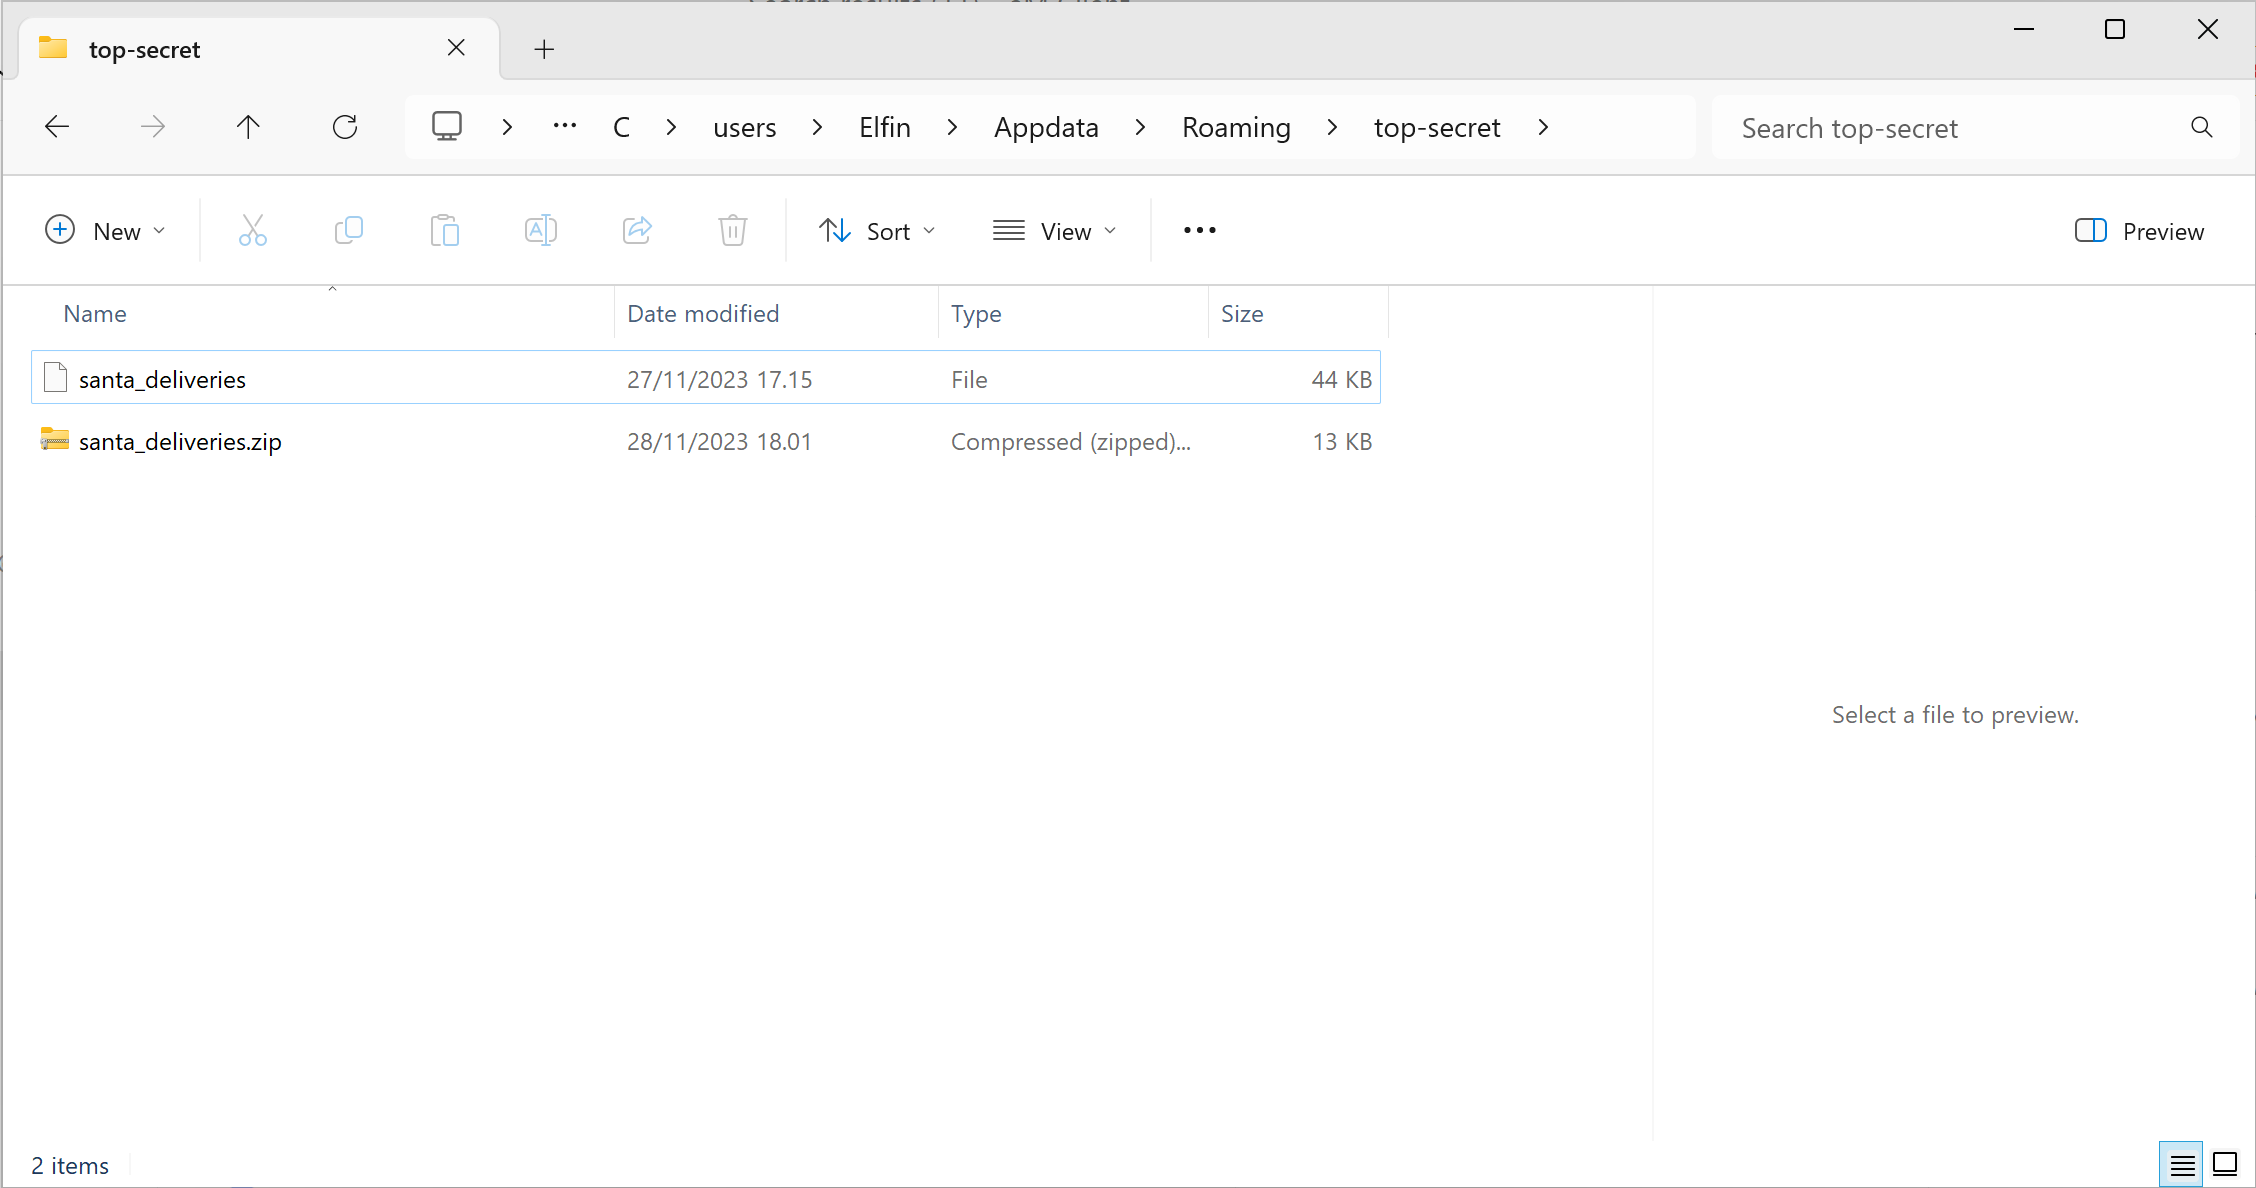 top-secret
C users Elfin Appdata Roaming top-secret
Search top-secret
New Sort View Preview
Name Date modified Type Size
santa_deliveries 27/11/2023 17.15 File 44 KB
santa_deliveries.zip 28/11/2023 18.01 Compressed (zipped)... 13 KB
Select a file to preview.
2 items